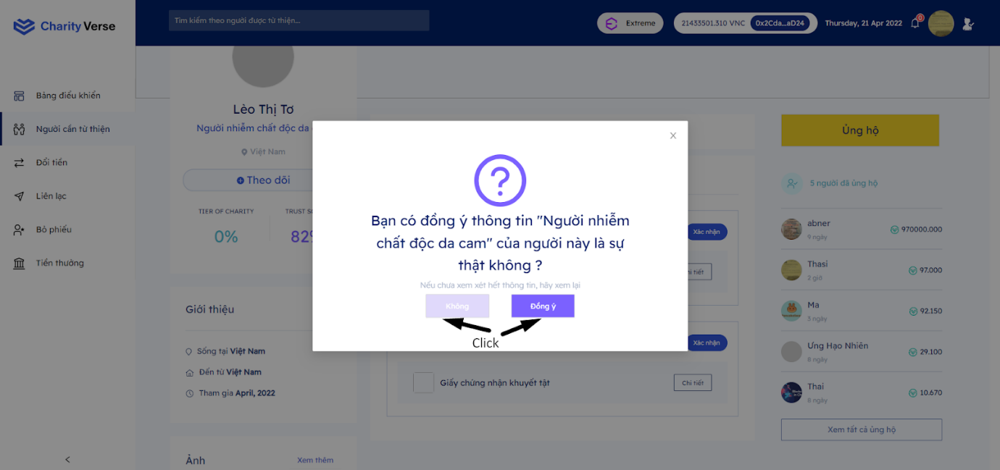 Charity Verse
Tìm kiếm theo người được từ thiện...
Extreme
21433501.310 VNC
0x2Cda...aD24
Thursday, 21 Apr 2022
0
Bảng điều khiển
Người cần từ thiện
Đổi tiền
Liên lạc
Bỏ phiếu
Tiền thưởng
Lèo Thị Tơ
Người nhiễm chất độc da
Việt Nam
Theo dõi
TIER OF CHARITY
0%
TRUST SC
82%
Giới thiệu
Sống tại Việt Nam
Đến từ Việt Nam
Tham gia April, 2022
Ảnh
Xem thêm
Bạn có đồng ý thông tin "Người nhiễm
chất độc da cam" của người này là sự
thật không ?
Nếu chưa xem xét hết thông tin, hãy xem lại
Không
Đồng ý
Click
Xác nhận
hi tiết
Xác nhận
Giấy chứng nhận khuyết tật
Chi tiết
Ủng hộ
5 người đã ủng hộ
abner
9 ngày
970000.000
Thasi
2 giờ
97.000
Ma
3 ngày
92.150
Ưng Hạo Nhiên
8 ngày
29.100
Thai
8 ngày
10.670
Xem tất cả ủng hộ